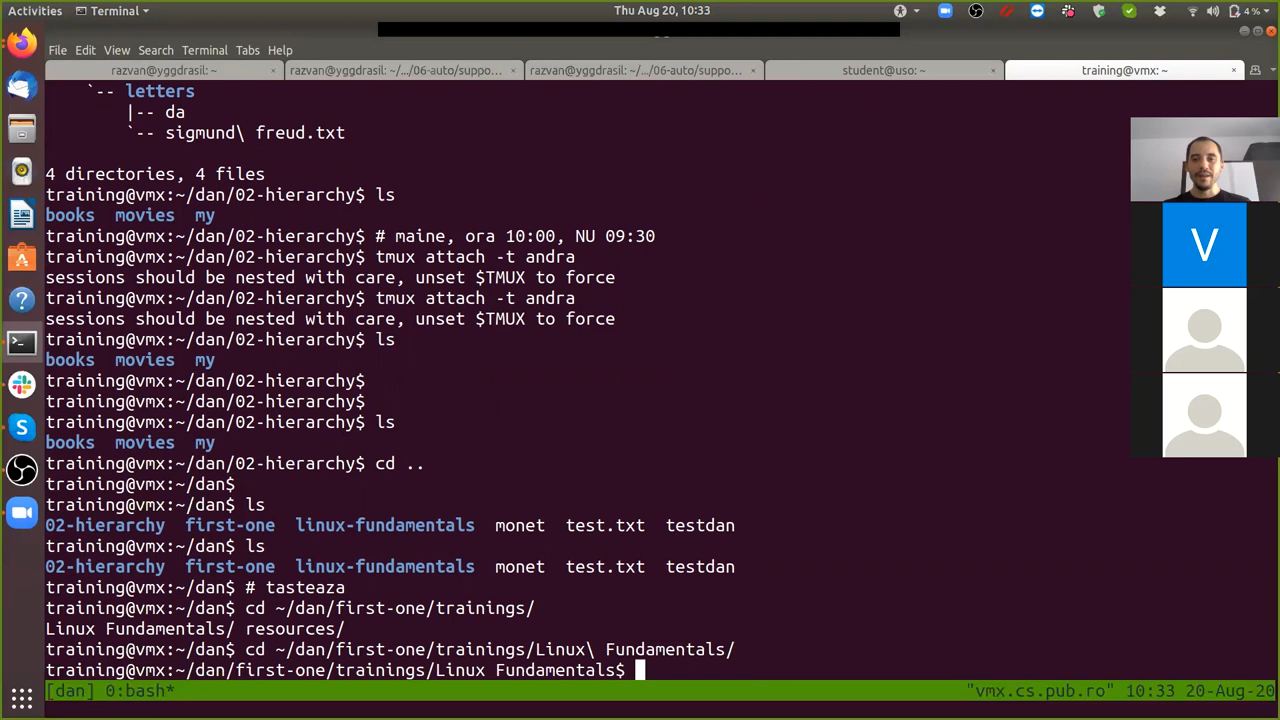 Activities Terminal Thu Aug 20, 10:33 4 %
File Edit View Search Terminal Tabs Help
razvan@yggdrasil: ~ × razvan@yggdrasil: ~/.../06-auto/suppo... × razvan@yggdrasil: ~/.../06-auto/suppo... × student@uso: ~ × training@vmx: ~ ×
`-- letters
|-- da
`-- sigmund\ freud.txt
4 directories, 4 files
training@vmx:~/dan/02-hierarchy$ ls
books movies my
training@vmx:~/dan/02-hierarchy$ # maine, ora 10:00, NU 09:30
training@vmx:~/dan/02-hierarchy$ tmux attach -t andra
sessions should be nested with care, unset $TMUX to force
training@vmx:~/dan/02-hierarchy$ tmux attach -t andra
sessions should be nested with care, unset $TMUX to force
training@vmx:~/dan/02-hierarchy$ ls
books movies my
training@vmx:~/dan/02-hierarchy$
training@vmx:~/dan/02-hierarchy$
training@vmx:~/dan/02-hierarchy$ ls
books movies my
training@vmx:~/dan/02-hierarchy$ cd ..
training@vmx:~/dan$
training@vmx:~/dan$ ls
02-hierarchy first-one linux-fundamentals monet test.txt testdan
training@vmx:~/dan$ ls
02-hierarchy first-one linux-fundamentals monet test.txt testdan
training@vmx:~/dan$ # tasteaza
training@vmx:~/dan$ cd ~/dan/first-one/trainings/
Linux Fundamentals/ resources/
training@vmx:~/dan$ cd ~/dan/first-one/trainings/Linux\ Fundamentals/
training@vmx:~/dan/first-one/trainings/Linux Fundamentals$
[dan] 0:bash* "vmx.cs.pub.ro" 10:33 20-Aug-20
V